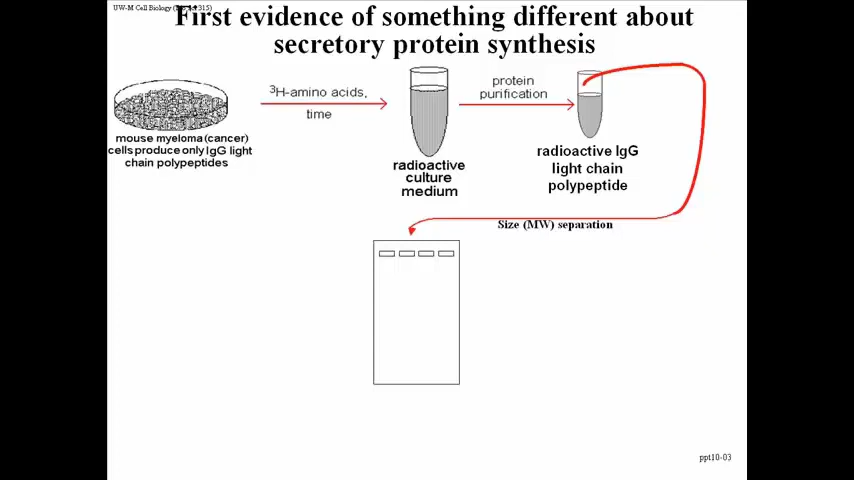 UW-M Cell Biology
315)
First evidence of something different about
secretory protein synthesis
³H-amino acids,
time
protein
purification
mouse myeloma (cancer)
cells produce only IgG light
chain polypeptides
radioactive
culture
medium
radioactive IgG
light chain
polypeptide
Size (MW) separation
ppt10-03